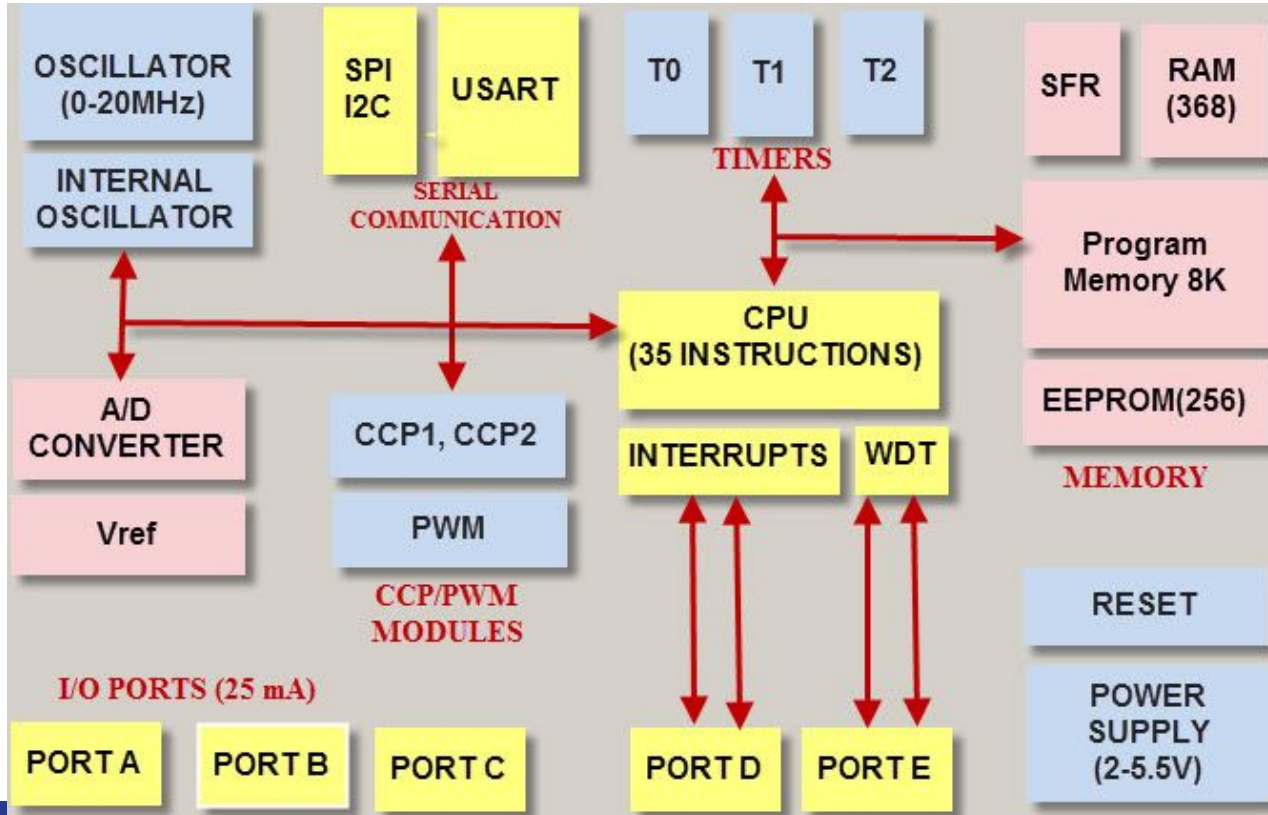 OSCILLATOR
(0-20MHz)
INTERNAL
OSCILLATOR
SPI
I2C
USART
SERIAL
COMMUNICATION
T0
T1
T2
TIMERS
SFR
RAM
(368)
Program
Memory 8K
EEPROM(256)
MEMORY
CPU
(35 INSTRUCTIONS)
INTERRUPTS
WDT
A/D
CONVERTER
Vref
CCP1, CCP2
PWM
CCP/PWM
MODULES
RESET
POWER
SUPPLY
(2-5.5V)
I/O PORTS (25 mA)
PORT A
PORT B
PORT C
PORT D
PORT E